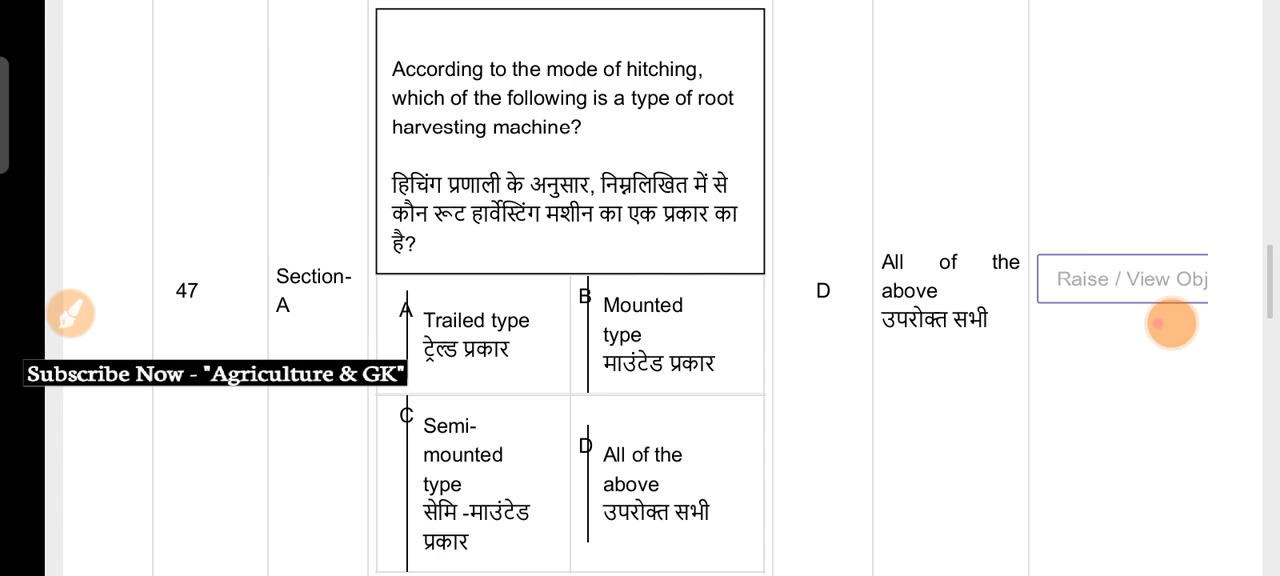 According to the mode of hitching,
which of the following is a type of root
harvesting machine?
हिचिंग प्रणाली के अनुसार, निम्नलिखित में से
कौन रूट हार्वेस्टिंग मशीन का एक प्रकार का
है?
47
Section-
A
A
Trailed type
ट्रेल्ड प्रकार
B
Mounted
type
माउंटेड प्रकार
C
Semi-
mounted
type
सेमि -माउंटेड
प्रकार
D
All of the
above
उपरोक्त सभी
D
All of the
above
उपरोक्त सभी
Raise / View Obj
Subscribe Now - "Agriculture & GK"